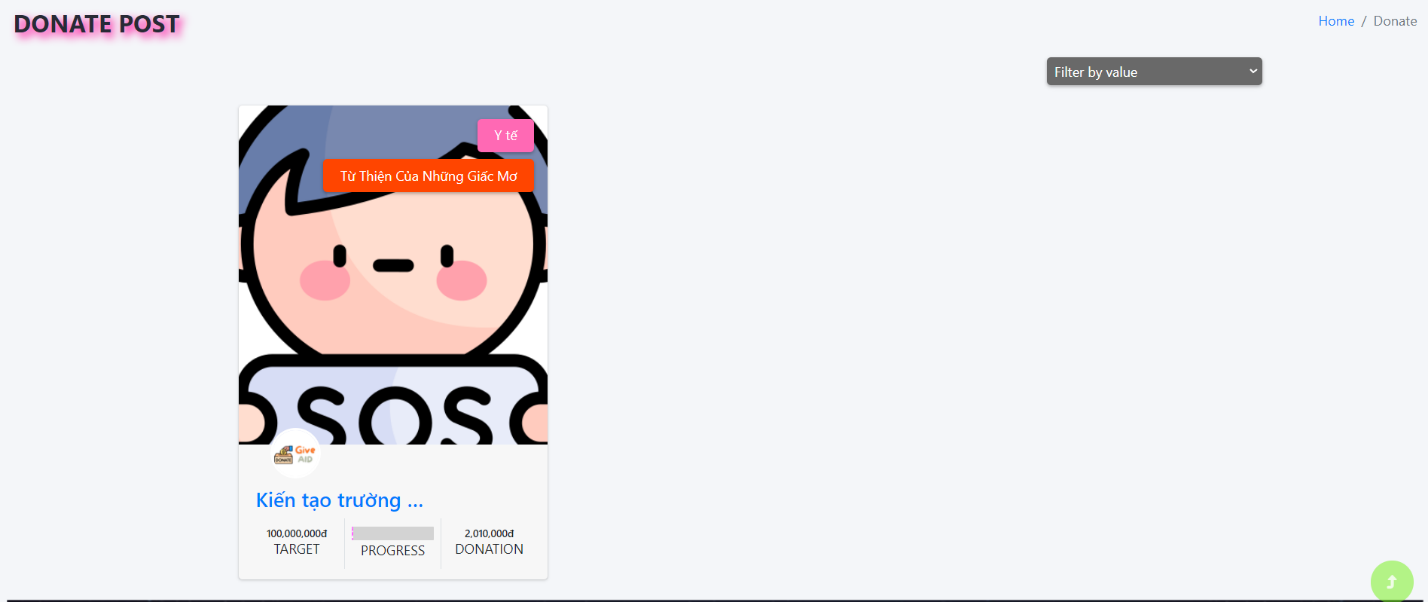 DONATE POST
Home / Donate
Filter by value
Y tế
Từ Thiện Của Những Giấc Mơ
SOS
DONATE
Give
AID
Kiến tạo trường ...
100,000,000đ
TARGET
PROGRESS
2,010,000đ
DONATION